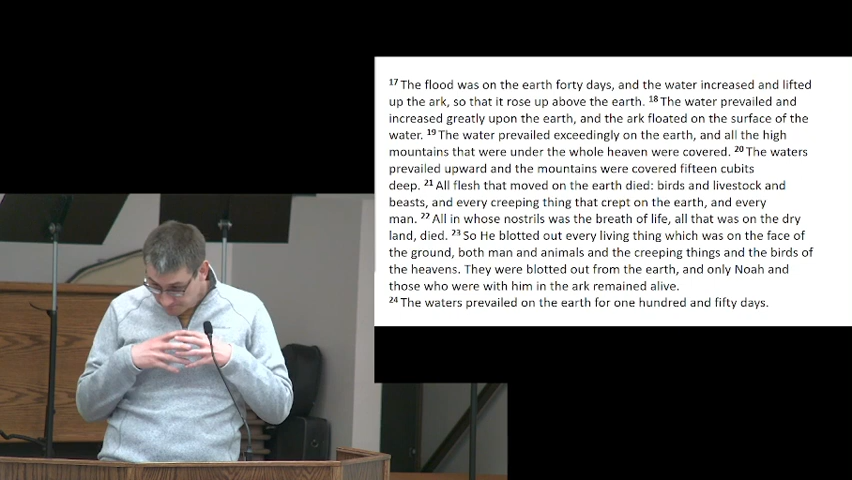 17 The flood was on the earth forty days, and the water increased and lifted
up the ark, so that it rose up above the earth. 18 The water prevailed and
increased greatly upon the earth, and the ark floated on the surface of the
water. 19 The water prevailed exceedingly on the earth, and all the high
mountains that were under the whole heaven were covered. 20 The waters
prevailed upward and the mountains were covered fifteen cubits
deep. 21 All flesh that moved on the earth died: birds and livestock and
beasts, and every creeping thing that crept on the earth, and every
man. 22 All in whose nostrils was the breath of life, all that was on the dry
land, died. 23 So He blotted out every living thing which was on the face of
the ground, both man and animals and the creeping things and the birds of
the heavens. They were blotted out from the earth, and only Noah and
those who were with him in the ark remained alive.
24 The waters prevailed on the earth for one hundred and fifty days.